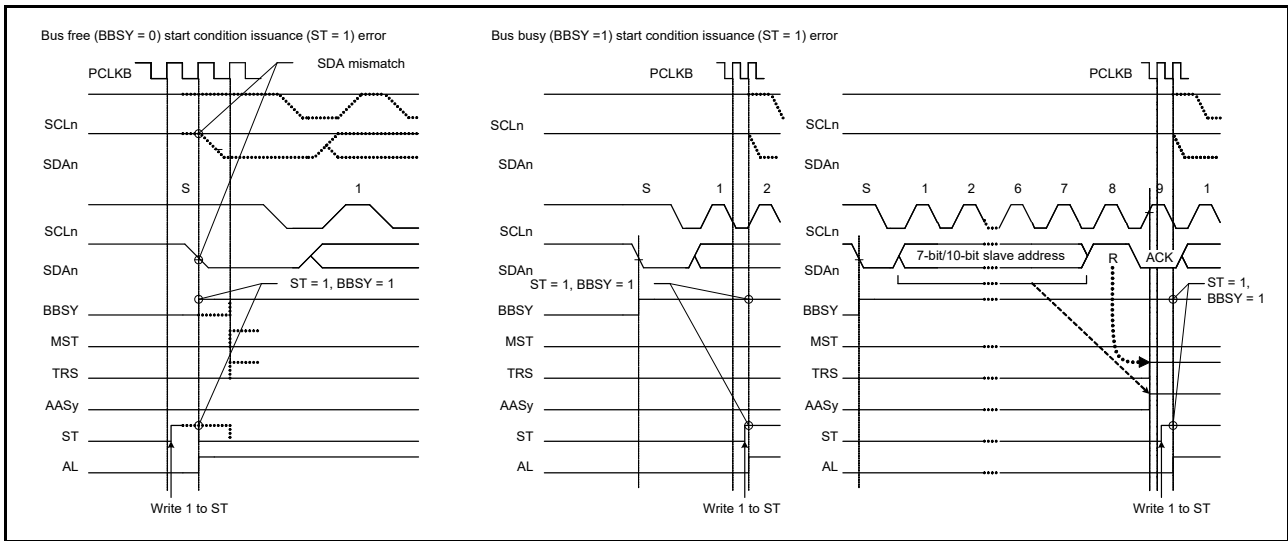 Bus free (BBSY = 0) start condition issuance (ST = 1) error
PCLKB
SDA mismatch
SCLn
SDAn
S 1
SCLn
SDAn
ST = 1, BBSY = 1
BBSY
MST
TRS
AASy
ST
AL
Write 1 to ST
Bus busy (BBSY =1) start condition issuance (ST = 1) error
PCLKB
SCLn
SDAn
S 1 2
SCLn
SDAn
ST = 1, BBSY = 1
BBSY
MST
TRS
AASy
ST
AL
Write 1 to ST
PCLKB
SCLn
SDAn
S 1 2 6 7 8 9 1
SCLn
SDAn
7-bit/10-bit slave address R ACK
ST = 1,
BBSY = 1
BBSY
MST
TRS
AASy
ST
AL
Write 1 to ST